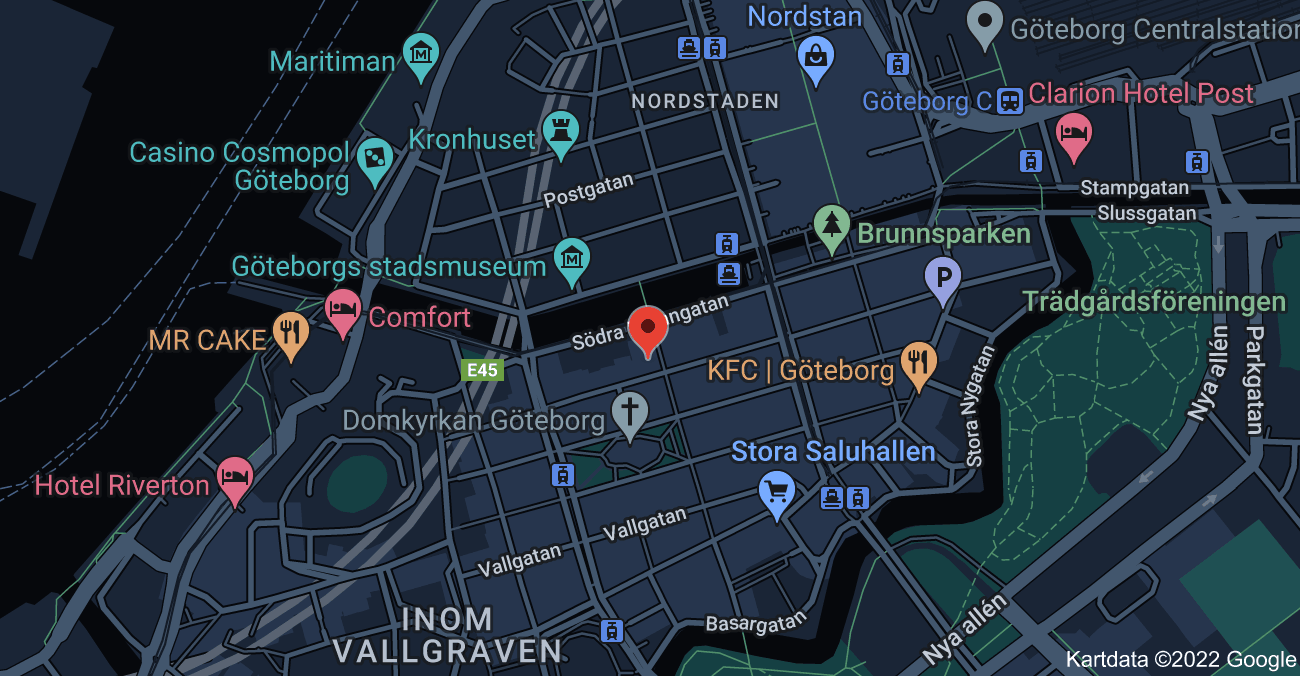 Nordstan
Göteborg Centralstation
Maritiman
Göteborg C
Clarion Hotel Post
NORDSTADEN
Kronhuset
Casino Cosmopol
Göteborg
Postgatan
Stampgatan
Slussgatan
Brunnsparken
Göteborgs stadsmuseum
P
Trädgårdsföreningen
Comfort
Södra
MR CAKE
E45
KFC | Göteborg
Nya allén
Parkgatan
Stora Nygatan
Domkyrkan Göteborg
Stora Saluhallen
Hotel Riverton
Vallgatan
Vallgatan
INOM
VALLGRAVEN
Basargatan
Nya allén
Kartdata ©2022 Google